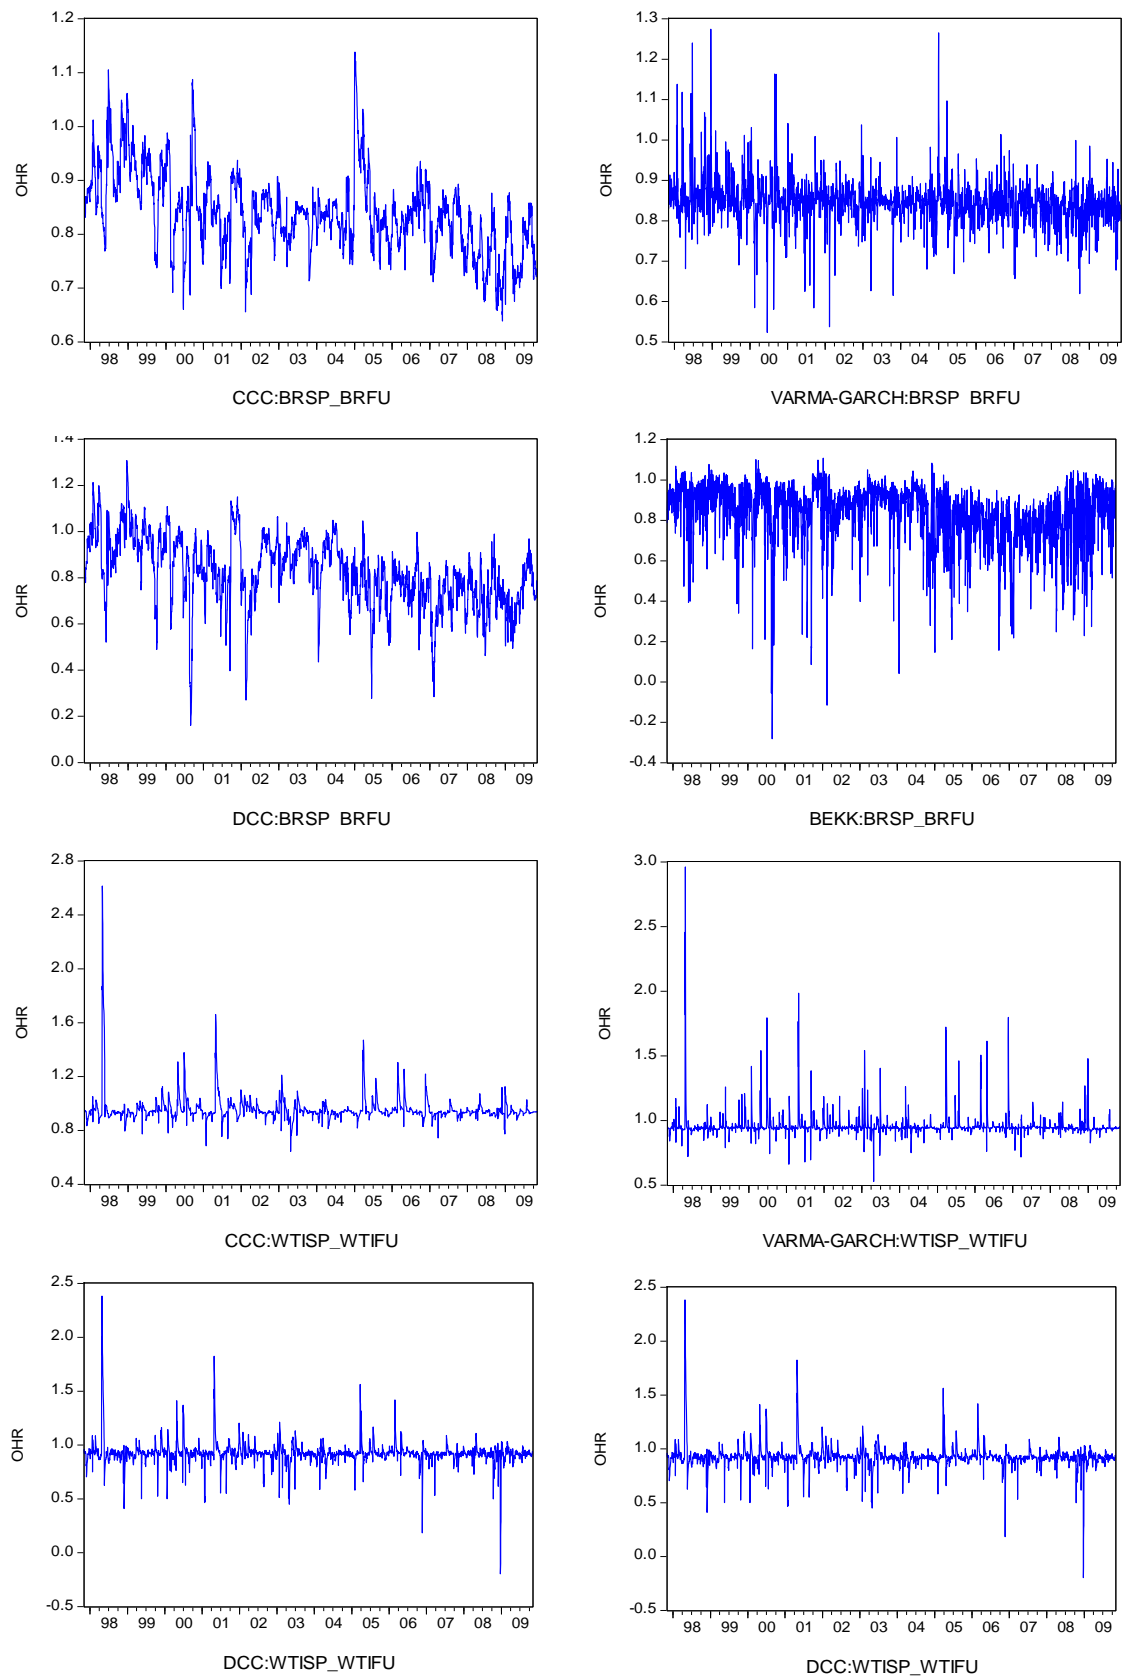 1.2
1.1
1.0
0.9
0.8
0.7
0.6
OHR
98 99 00 01 02 03 04 05 06 07 08 09
CCC:BRSP_BRFU
1.3
1.2
1.1
1.0
0.9
0.8
0.7
0.6
0.5
OHR
98 99 00 01 02 03 04 05 06 07 08 09
VARMA-GARCH:BRSP BRFU
1.4
1.2
1.0
0.8
0.6
0.4
0.2
0.0
OHR
98 99 00 01 02 03 04 05 06 07 08 09
DCC:BRSP BRFU
1.2
1.0
0.8
0.6
0.4
0.2
0.0
-0.2
-0.4
OHR
98 99 00 01 02 03 04 05 06 07 08 09
BEKK:BRSP_BRFU
2.8
2.4
2.0
1.6
1.2
0.8
0.4
OHR
98 99 00 01 02 03 04 05 06 07 08 09
CCC:WTISP_WTIFU
3.0
2.5
2.0
1.5
1.0
0.5
OHR
98 99 00 01 02 03 04 05 06 07 08 09
VARMA-GARCH:WTISP_WTIFU
2.5
2.0
1.5
1.0
0.5
0.0
-0.5
OHR
98 99 00 01 02 03 04 05 06 07 08 09
DCC:WTISP_WTIFU
2.5
2.0
1.5
1.0
0.5
0.0
-0.5
OHR
98 99 00 01 02 03 04 05 06 07 08 09
DCC:WTISP_WTIFU